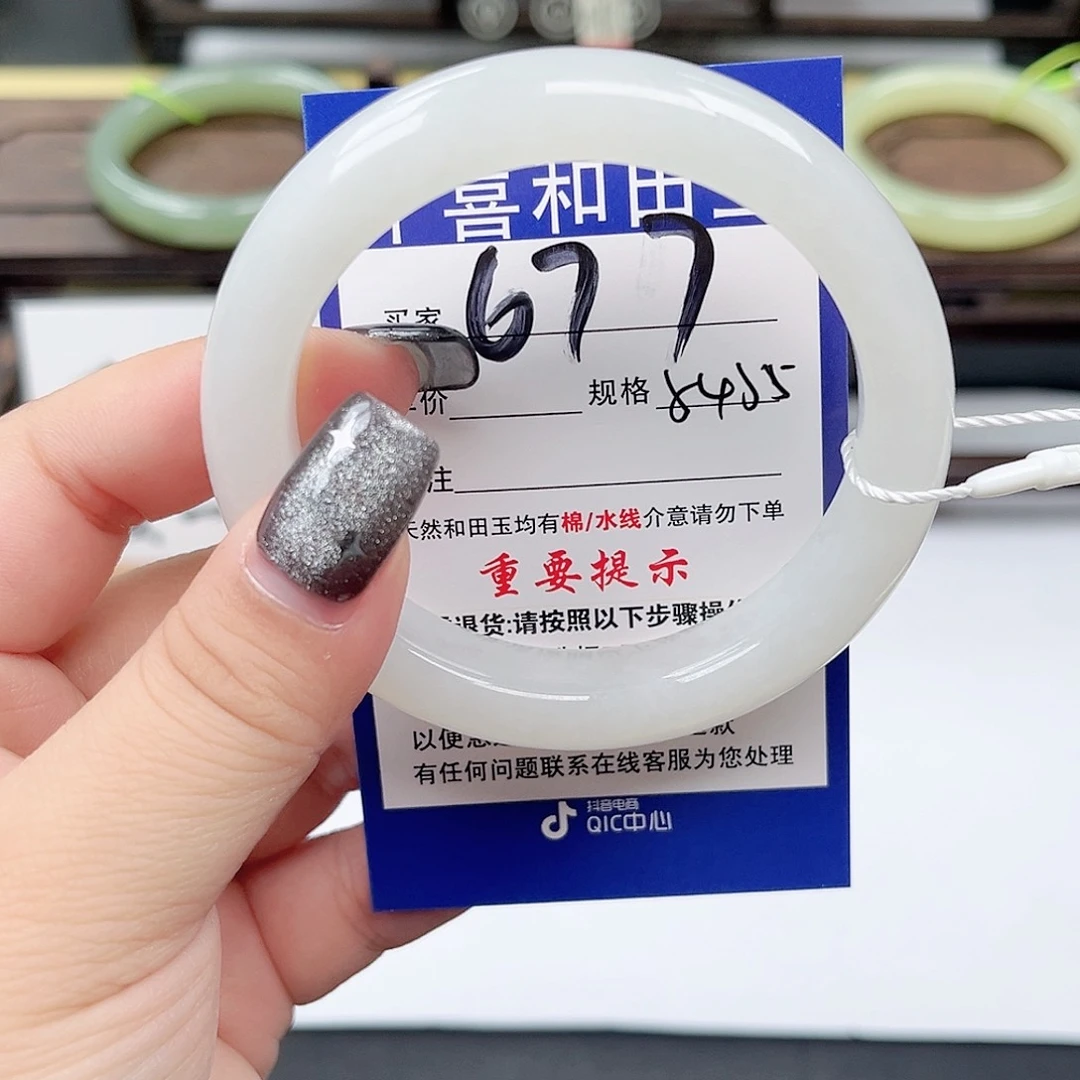 喜和田玉
买家 677
价 规格 8455
注
天然和田玉均有棉/水线介意请勿下单
重要提示
退货:请按照以下步骤操作
以便
有任何问题联系在线客服为您处理
抖音电商
QIC中心